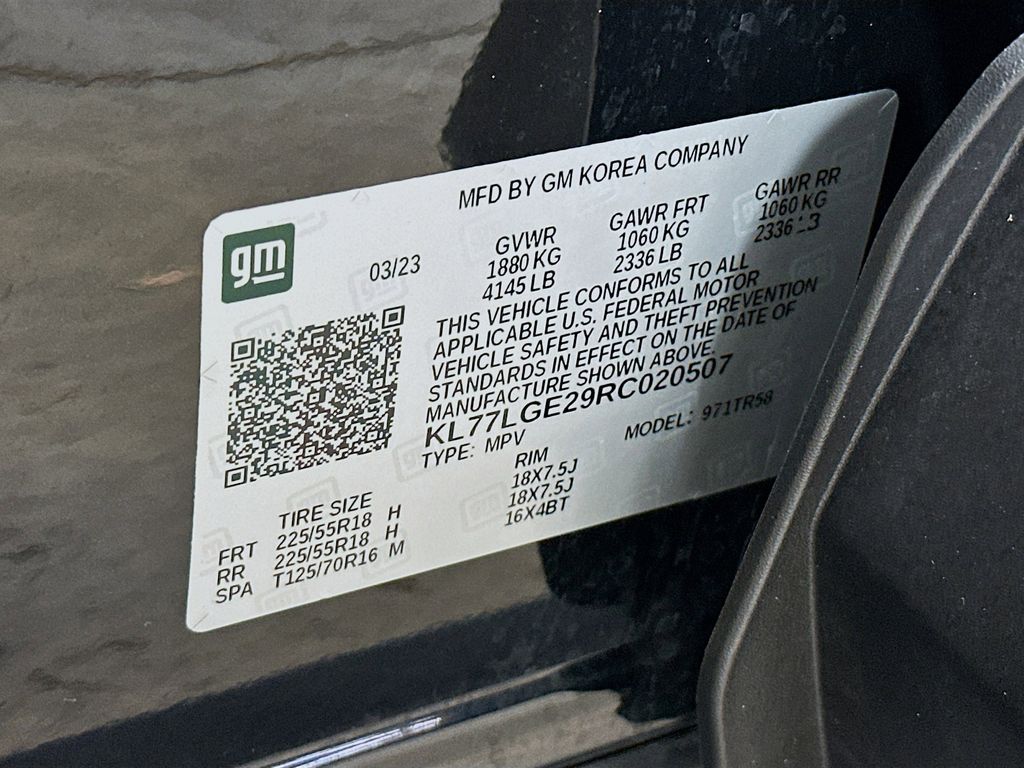 MFD BY GM KOREA COMPANY
gm
03/23
GVWR GAWR FRT GAWR RR
1880 KG 1060 KG 1060 KG
4145 LB 2336 LB 2336
THIS VEHICLE CONFORMS TO ALL
APPLICABLE U.S. FEDERAL MOTOR
VEHICLE SAFETY AND THEFT PREVENTION
STANDARDS IN EFFECT ON THE DATE OF
MANUFACTURE SHOWN ABOVE.
KL77LGE29RC020507
TYPE: MPV MODEL: 971TR58
TIRE SIZE RIM
FRT 225/55R18 H 18X7.5J
RR 225/55R18 H 18X7.5J
SPA T125/70R16 M 16X4BT